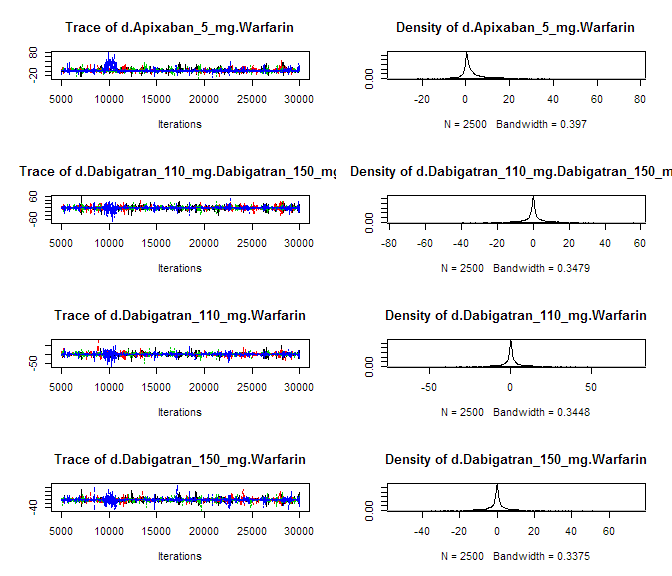 Trace of d.Apixaban_5_mg.Warfarin
80
-20
5000 10000 15000 20000 25000 30000
Iterations
Density of d.Apixaban_5_mg.Warfarin
0.00
-20 0 20 40 60 80
N = 2500 Bandwidth = 0.397
Trace of d.Dabigatran_110_mg.Dabigatran_150_mg
60
-60
5000 10000 15000 20000 25000 30000
Iterations
Density of d.Dabigatran_110_mg.Dabigatran_150_m
0.00
-80 -60 -40 -20 0 20 40 60
N = 2500 Bandwidth = 0.3479
Trace of d.Dabigatran_110_mg.Warfarin
-50
5000 10000 15000 20000 25000 30000
Iterations
Density of d.Dabigatran_110_mg.Warfarin
0.00
-50 0 50
N = 2500 Bandwidth = 0.3448
Trace of d.Dabigatran_150_mg.Warfarin
-40
5000 10000 15000 20000 25000 30000
Iterations
Density of d.Dabigatran_150_mg.Warfarin
0.00
-40 -20 0 20 40 60
N = 2500 Bandwidth = 0.3375